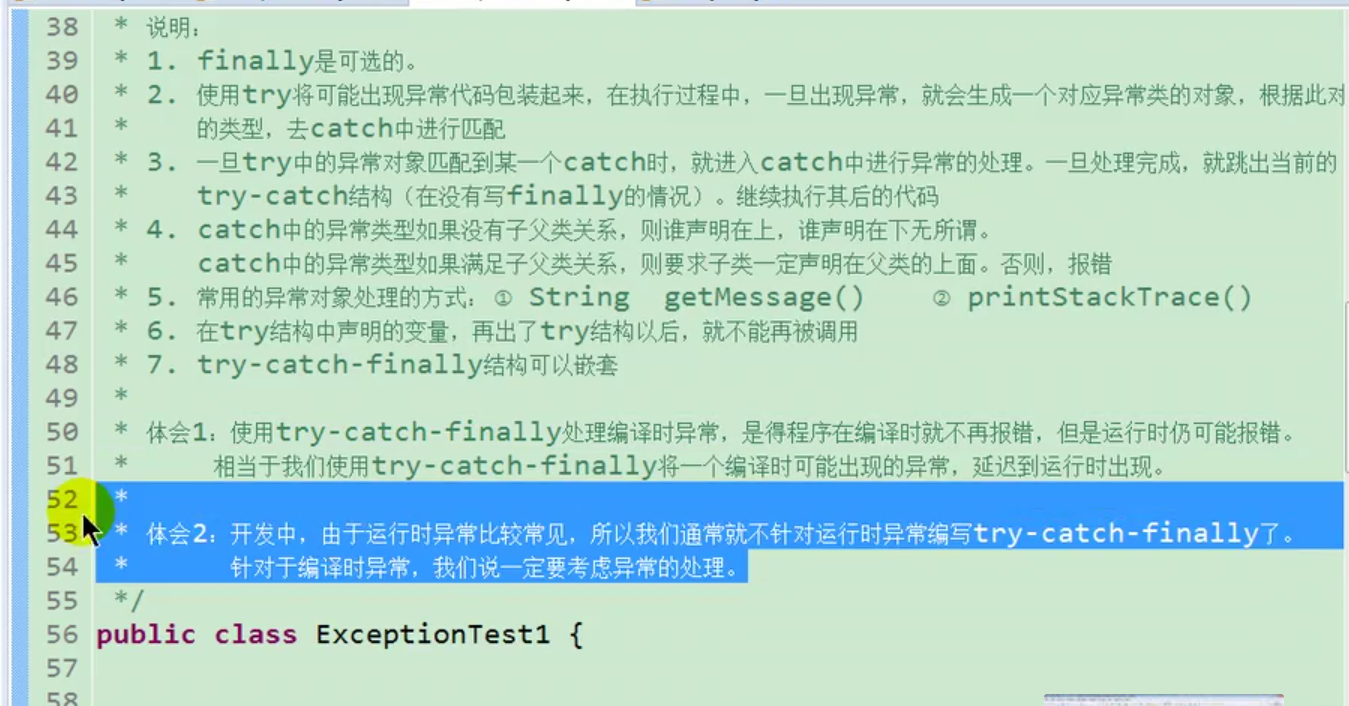 38 * 说明:
39 * 1. finally是可选的。
40 * 2. 使用try将可能出现异常代码包装起来，在执行过程中，一旦出现异常，就会生成一个对应异常类的对象，根据此对
41 * 的类型，去catch中进行匹配
42 * 3. 一旦try中的异常对象匹配到某一个catch时，就进入catch中进行异常的处理。一旦处理完成，就跳出当前的
43 * try-catch结构（在没有写finally的情况）。继续执行其后的代码
44 * 4. catch中的异常类型如果没有子父类关系，则谁声明在上，谁声明在下无所谓。
45 * catch中的异常类型如果满足子父类关系，则要求子类一定声明在父类的上面。否则，报错
46 * 5. 常用的异常对象处理的方式：① String getMessage() ② printStackTrace()
47 * 6. 在try结构中声明的变量，再出了try结构以后，就不能再被调用
48 * 7. try-catch-finally结构可以嵌套
49 *
50 * 体会1：使用try-catch-finally处理编译时异常，是得程序在编译时就不再报错，但是运行时仍可能报错。
51 * 相当于我们使用try-catch-finally将一个编译时可能出现的异常，延迟到运行时出现。
52 *
53 * 体会2：开发中，由于运行时异常比较常见，所以我们通常就不针对运行时异常编写try-catch-finally了。
54 * 针对于编译时异常，我们说一定要考虑异常的处理。
55 */
56 public class ExceptionTest1 {
57
58